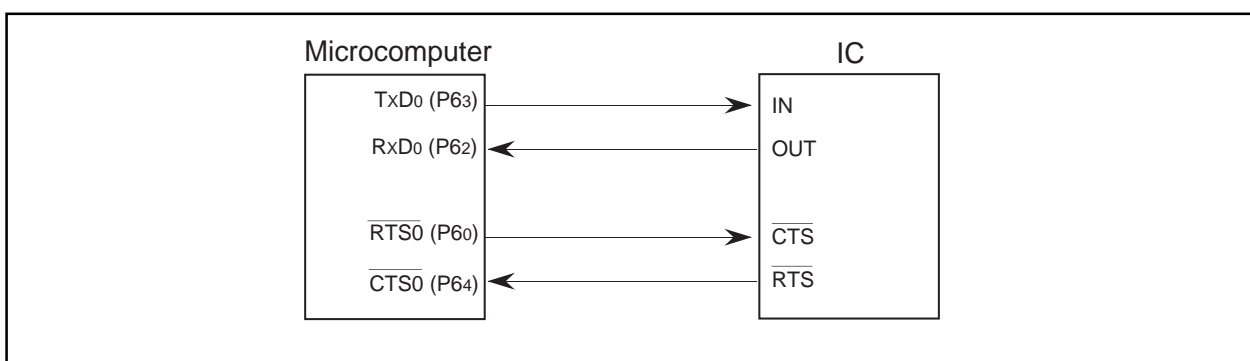 Microcomputer
IC
TxD0 (P63)
IN
RxD0 (P62)
OUT
RTS0 (P60)
CTS
CTS0 (P64)
RTS